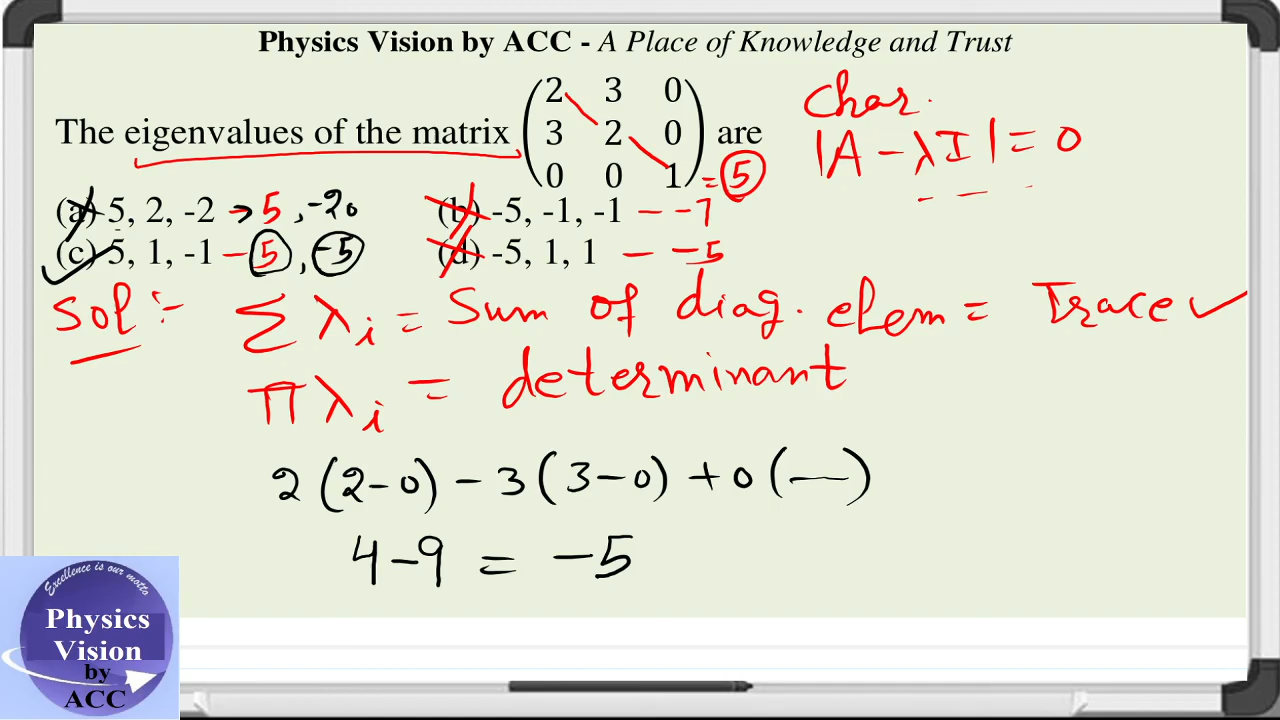 Physics Vision by ACC - A Place of Knowledge and Trust
The eigenvalues of the matrix
2 3 0
3 2 0
0 0 1
are
= 5
Char.
|A - λI| = 0
(a) 5, 2, -2 → 5, -20
(b) -5, -1, -1 - -7
(c) 5, 1, -1 - 5, -5
(d) -5, 1, 1 - -5
Sol :- Σ λi = Sum of diag. elem = Trace ✓
Π λi = determinant
2 (2-0) - 3 (3-0) + 0 (—)
4-9 = -5
Excellence is our motto
Physics
Vision
by
ACC